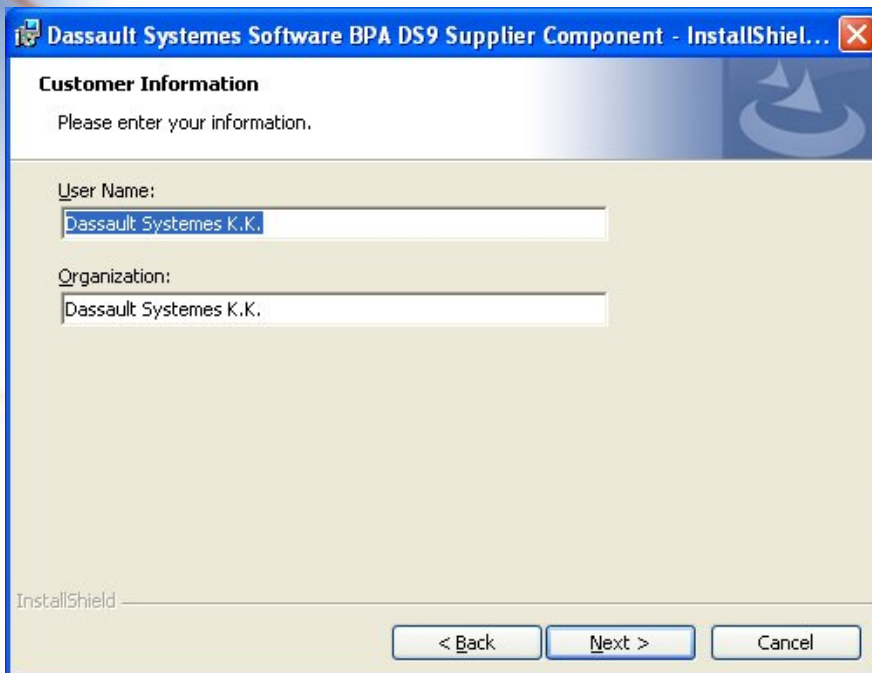 Dassault Systemes Software BPA DS9 Supplier Component - InstallShiel...
Customer Information
Please enter your information.
User Name:
Dassault Systemes K.K.
Organization:
Dassault Systemes K.K.
InstallShield
< Back Next > Cancel